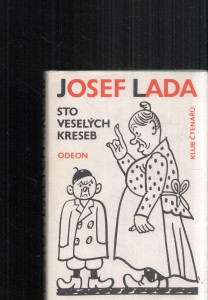 JOSEF LADA
STO
VESELÝCH
KRESEB
ODEON
KLUB ČTENÁŘŮ